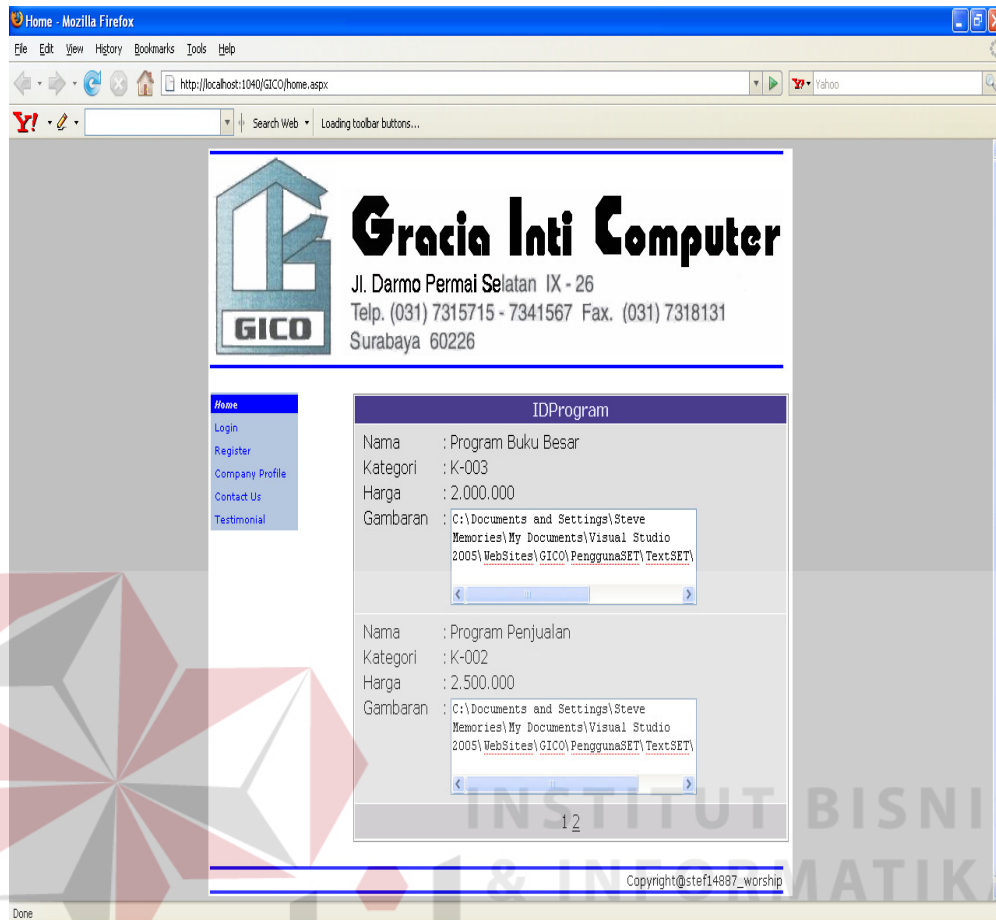 Home - Mozilla Firefox
File Edit View History Bookmarks Tools Help
http://localhost:1040/GICO/home.aspx
Yahoo
Y! Search Web Loading toolbar buttons...
Gracia Inti Computer
Jl. Darmo Permai Selatan IX - 26
Telp. (031) 7315715 - 7341567 Fax. (031) 7318131
Surabaya 60226
GICO
Home
Login
Register
Company Profile
Contact Us
Testimonial
IDProgram
Nama : Program Buku Besar
Kategori : K-003
Harga : 2.000.000
Gambaran : C:\Documents and Settings\Steve
Memories\My Documents\Visual Studio
2005\WebSites\GICO\PenggunaSET\TextSET\
Nama : Program Penjualan
Kategori : K-002
Harga : 2.500.000
Gambaran : C:\Documents and Settings\Steve
Memories\My Documents\Visual Studio
2005\WebSites\GICO\PenggunaSET\TextSET\
1 2
INSTITUT BISNI
& INFORMATIKA
Copyright@stef14887_worship
Done